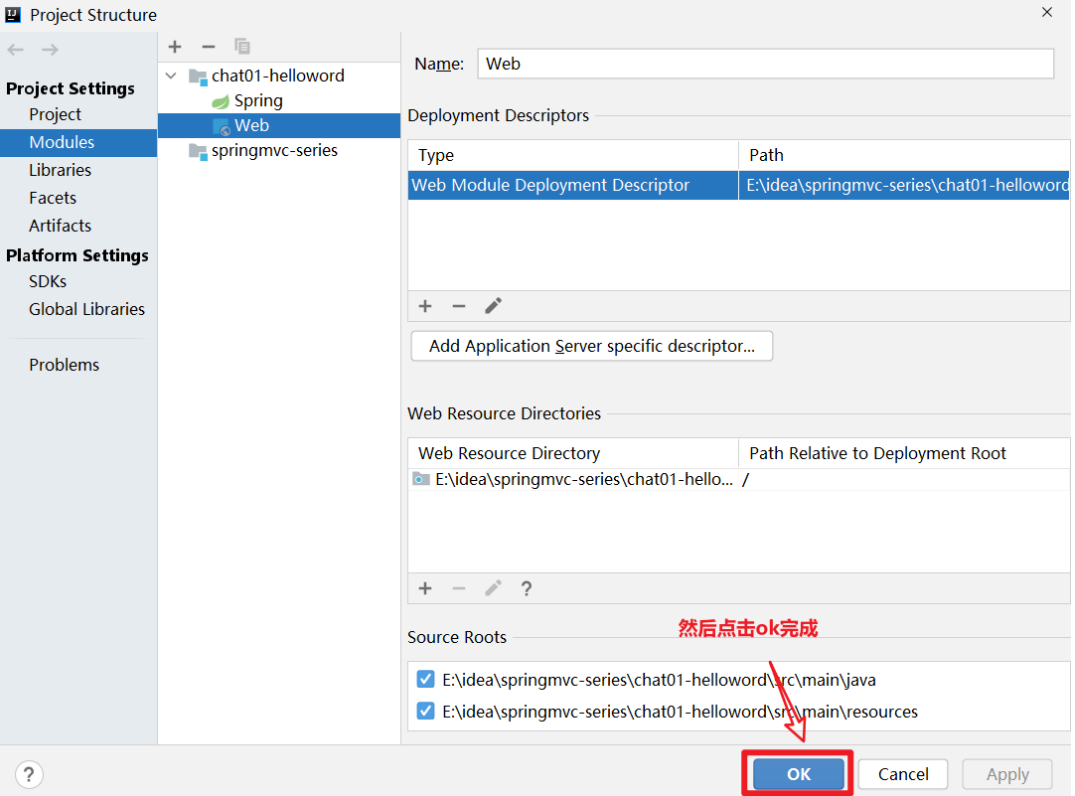 Project Structure
Project Settings
Project
Modules
Libraries
Facets
Artifacts
Platform Settings
SDKs
Global Libraries
Problems
chat01-helloword
Spring
Web
springmvc-series
Name: Web
Deployment Descriptors
Type Path
Web Module Deployment Descriptor E:\idea\springmvc-series\chat01-helloword
Add Application Server specific descriptor...
Web Resource Directories
Web Resource Directory Path Relative to Deployment Root
E:\idea\springmvc-series\chat01-hello... /
?
然后点击ok完成
Source Roots
E:\idea\springmvc-series\chat01-helloword\src\main\java
E:\idea\springmvc-series\chat01-helloword\src\main\resources
? OK Cancel Apply